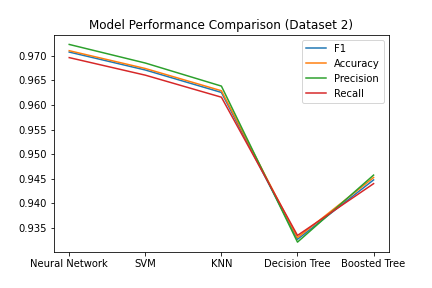 Model Performance Comparison (Dataset 2)
F1
Accuracy
Precision
Recall
0.970
0.965
0.960
0.955
0.950
0.945
0.940
0.935
Neural Network SVM KNN Decision Tree Boosted Tree